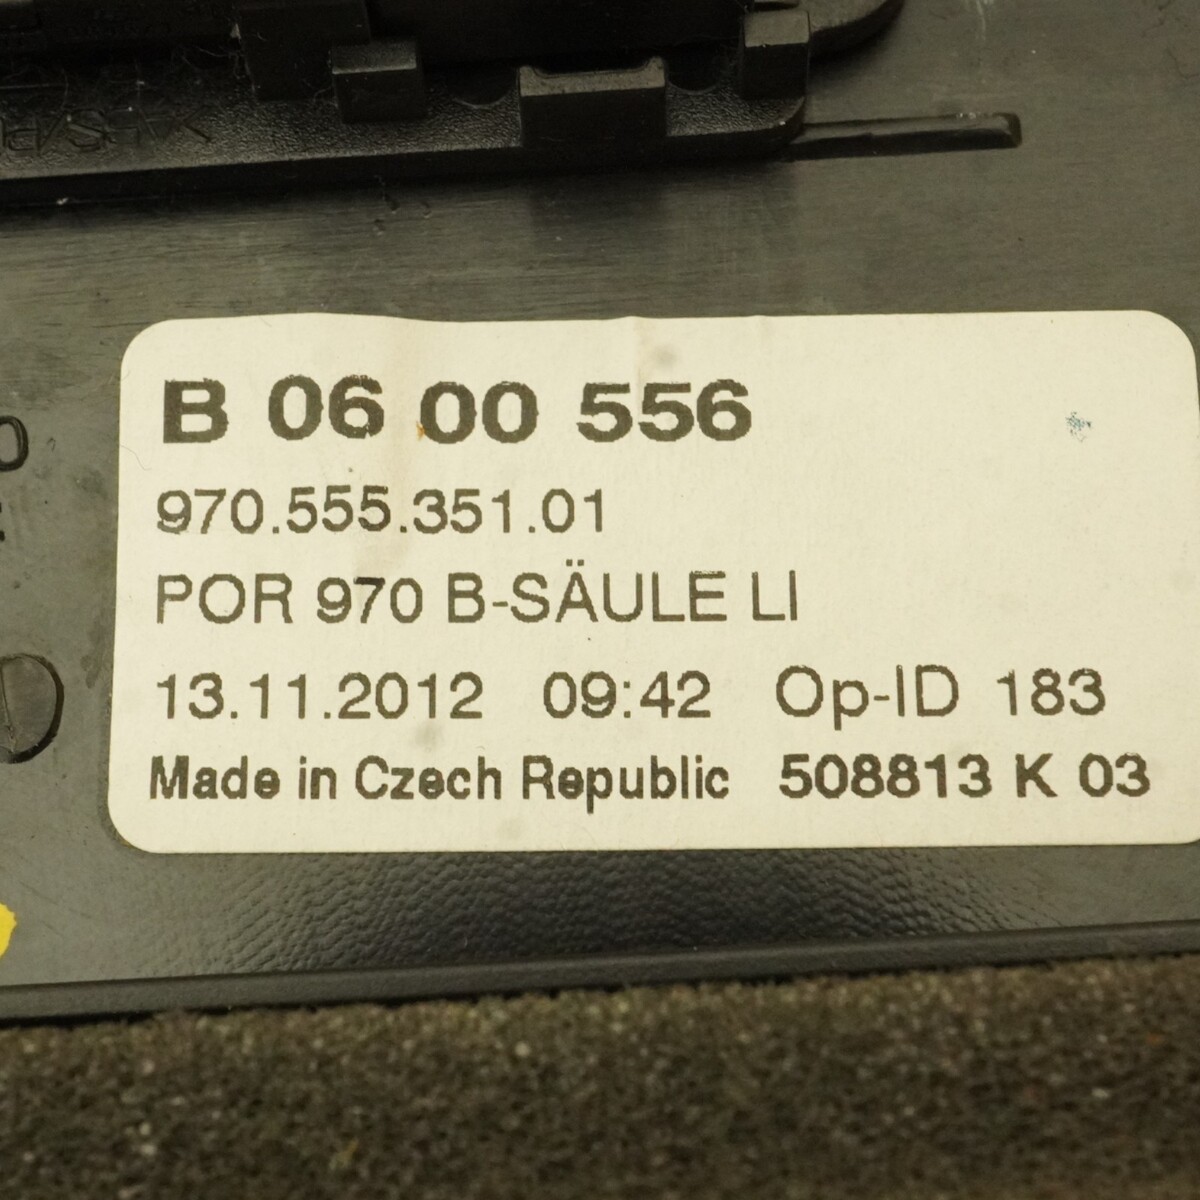 B 06 00 556
970.555.351.01
POR 970 B-SÄULE LI
13.11.2012 09:42 Op-ID 183
Made in Czech Republic 508813 K 03